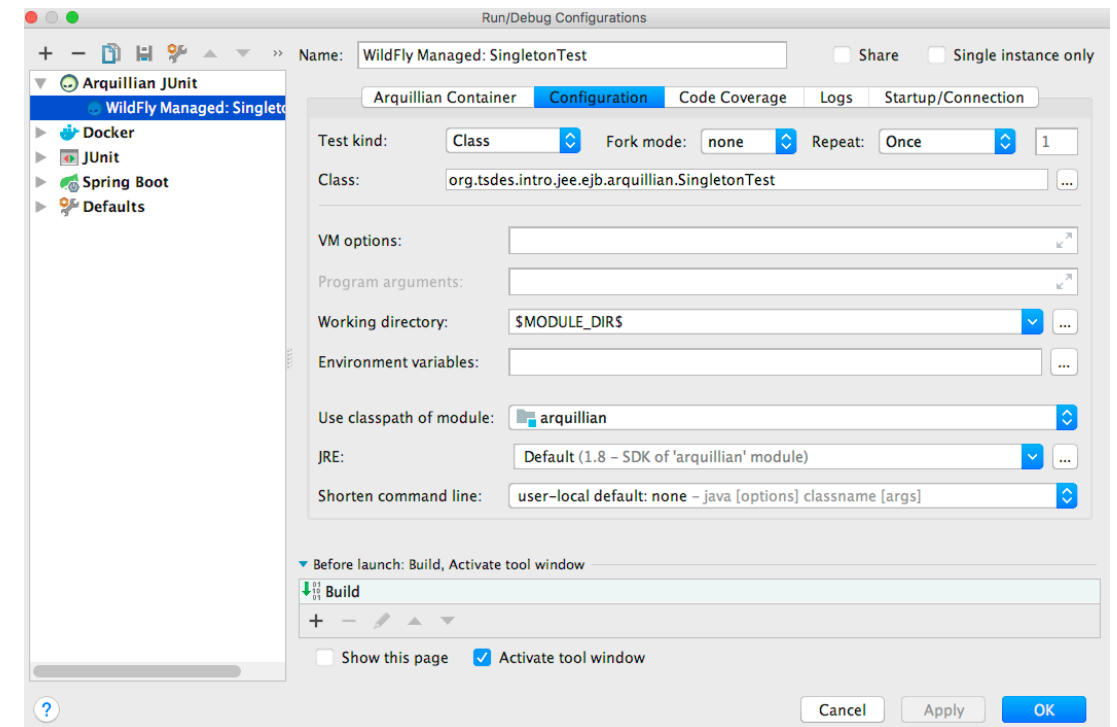 Run/Debug Configurations
Name: WildFly Managed: SingletonTest Share Single instance only
Arquillian JUnit
WildFly Managed: Singlet
Docker
JUnit
Spring Boot
Defaults
Arquillian Container Configuration Code Coverage Logs Startup/Connection
Test kind: Class Fork mode: none Repeat: Once 1
Class: org.tsdes.intro.jee.ejb.arquillian.SingletonTest ...
VM options:
Program arguments:
Working directory: $MODULE_DIR$ ...
Environment variables: ...
Use classpath of module: arquillian
JRE: Default (1.8 – SDK of 'arquillian' module) ...
Shorten command line: user-local default: none – java [options] classname [args]
Before launch: Build, Activate tool window
Build
Show this page Activate tool window
? Cancel Apply OK